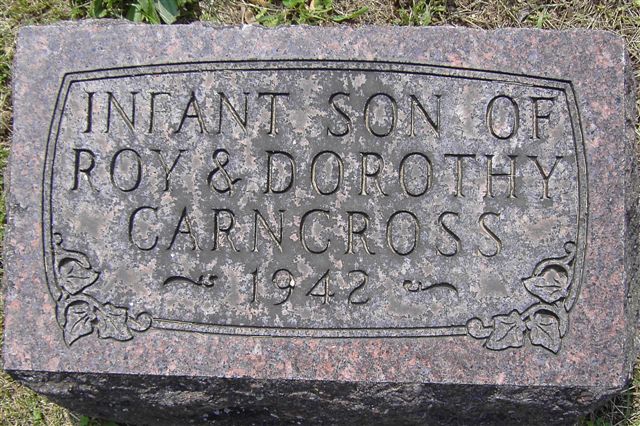 INFANT SON OF
ROY & DOROTHY
CARNCROSS
~ 1942 ~